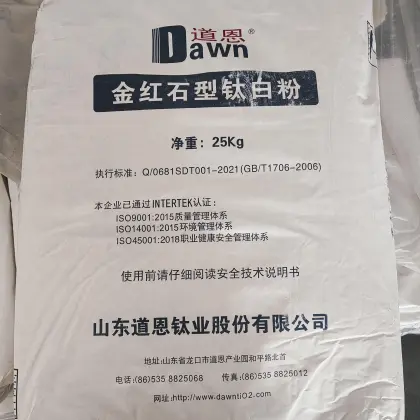 道恩®
Dawn
金红石型钛白粉
净重：25Kg
执行标准：Q/0681SDT001-2021(GB/T1706-2006)
本企业已通过INTERTEK认证：
ISO9001:2015质量管理体系
ISO14001:2015环境管理体系
ISO45001:2018职业健康安全管理体系
使用前请仔细阅读安全技术说明书
山东道恩钛业股份有限公司
地址：山东省龙口市道恩产业园和平路北首
电话：(86)535 8825068 传真：(86)535 8825012
网址：http://www.dawntiO2.com